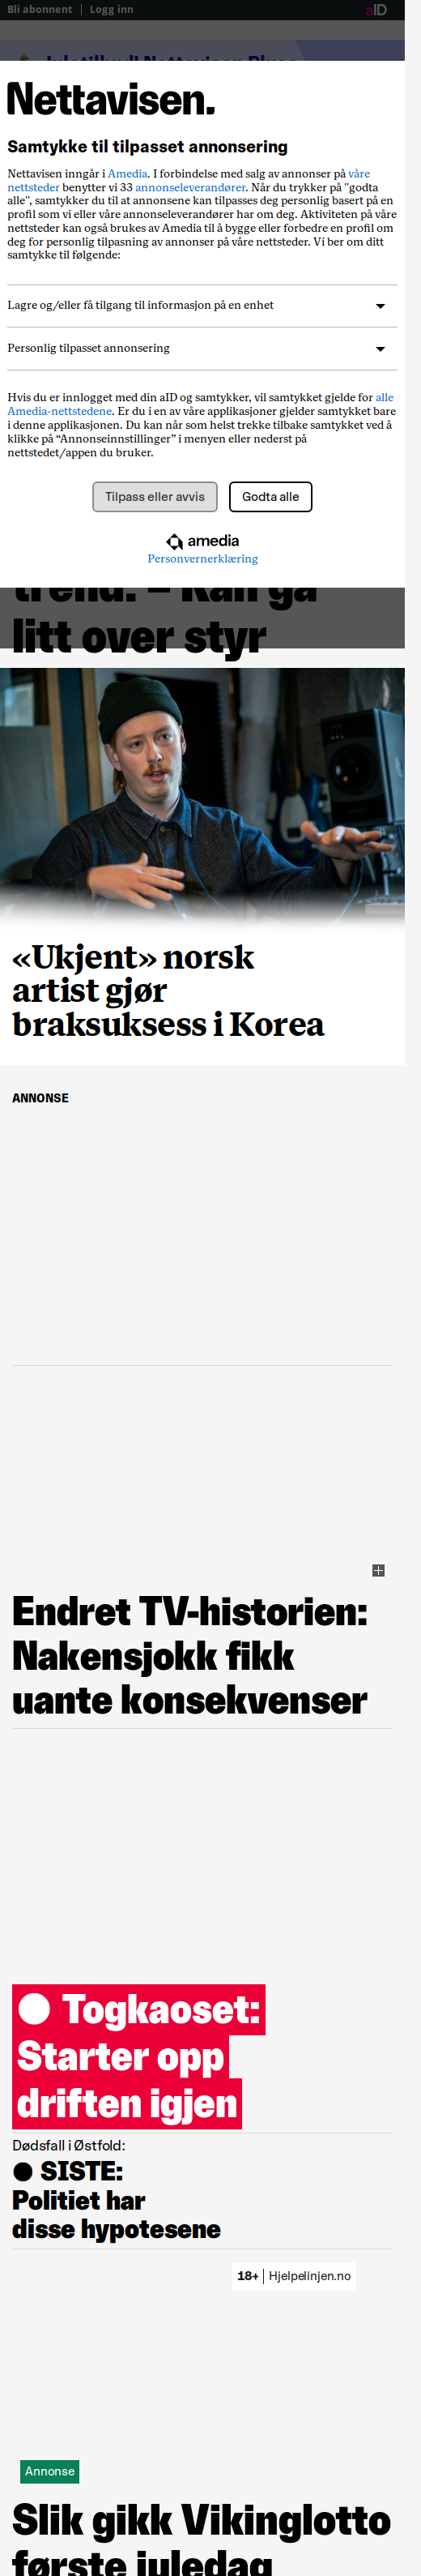 Bli abonnent | Logg inn
aID
Nettavisen.
Samtykke til tilpasset annonsering
Nettavisen inngår i Amedia. I forbindelse med salg av annonser på våre
nettsteder benytter vi 33 annonseleverandører. Når du trykker på "godta
alle", samtykker du til at annonsene kan tilpasses deg personlig basert på en
profil som vi eller våre annonseleverandører har om deg. Aktiviteten på våre
nettsteder kan også brukes av Amedia til å bygge eller forbedre en profil om
deg for personlig tilpasning av annonser på våre nettsteder. Vi ber om ditt
samtykke til følgende:
Lagre og/eller få tilgang til informasjon på en enhet
Personlig tilpasset annonsering
Hvis du er innlogget med din aID og samtykker, vil samtykket gjelde for alle
Amedia-nettstedene. Er du i en av våre applikasjoner gjelder samtykket bare
i denne applikasjonen. Du kan når som helst trekke tilbake samtykket ved å
klikke på “Annonseinnstillinger” i menyen eller nederst på
nettstedet/appen du bruker.
Tilpass eller avvis
Godta alle
amedia
Personvernerklæring
trend: – Kan gå
litt over styr
«Ukjent» norsk
artist gjør
braksuksess i Korea
ANNONSE
Endret TV-historien:
Nakensjokk fikk
uante konsekvenser
Togkaoset:
Starter opp
driften igjen
Dødsfall i Østfold:
SISTE:
Politiet har
disse hypotesene
18+ | Hjelpelinjen.no
Annonse
Slik gikk Vikinglotto
første juledag